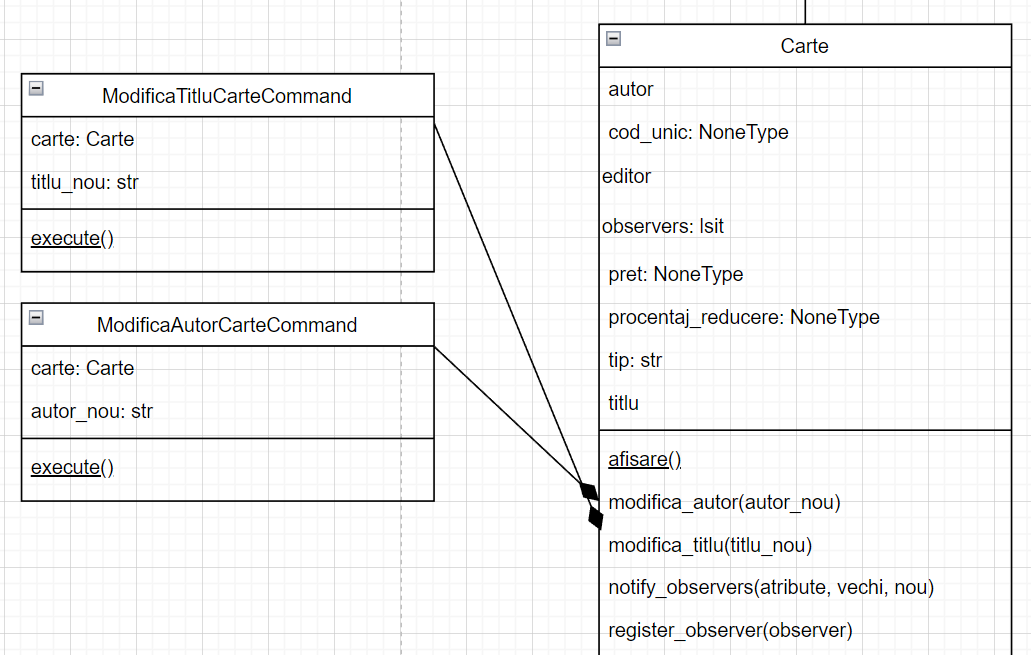 ModificaTitluCarteCommand
carte: Carte
titlu_nou: str
execute()
ModificaAutorCarteCommand
carte: Carte
autor_nou: str
execute()
Carte
autor
cod_unic: NoneType
editor
observers: lsit
pret: NoneType
procentaj_reducere: NoneType
tip: str
titlu
afisare()
modifica_autor(autor_nou)
modifica_titlu(titlu_nou)
notify_observers(atribute, vechi, nou)
register_observer(observer)